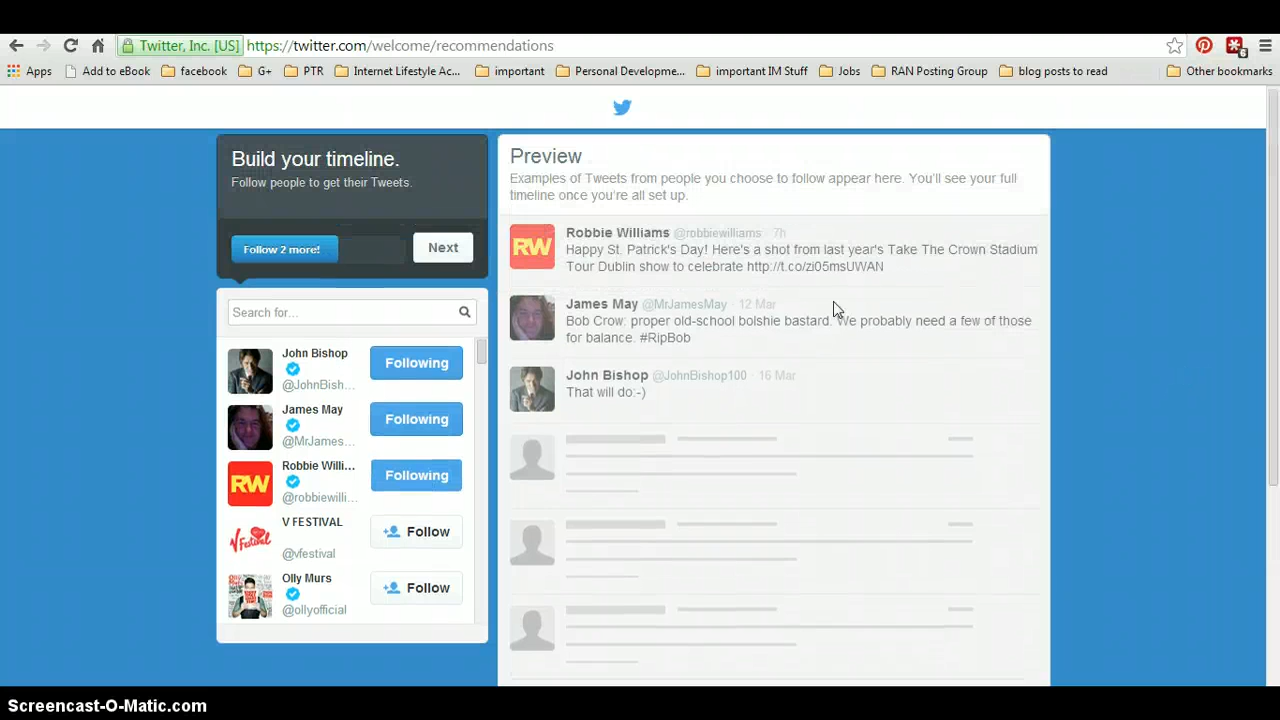 Twitter, Inc. [US] https://twitter.com/welcome/recommendations
Apps Add to eBook facebook G+ PTR Internet Lifestyle Ac... important Personal Developme... important IM Stuff Jobs RAN Posting Group blog posts to read Other bookmarks
Build your timeline.
Follow people to get their Tweets.
Follow 2 more! Next
Search for...
John Bishop
@JohnBish...
Following
James May
@MrJames...
Following
Robbie Willi...
@robbiewilli...
Following
RW
V FESTIVAL
@vfestival
Follow
V Festival
Olly Murs
@ollyofficial
Follow
Preview
Examples of Tweets from people you choose to follow appear here. You'll see your full
timeline once you're all set up.
RW
Robbie Williams @robbiewilliams · 7h
Happy St. Patrick's Day! Here's a shot from last year's Take The Crown Stadium
Tour Dublin show to celebrate http://t.co/zi05msUWAN
James May @MrJamesMay · 12 Mar
Bob Crow: proper old-school bolshie bastard. We probably need a few of those
for balance. #RipBob
John Bishop @JohnBishop100 · 16 Mar
That will do:-)
Screencast-O-Matic.com